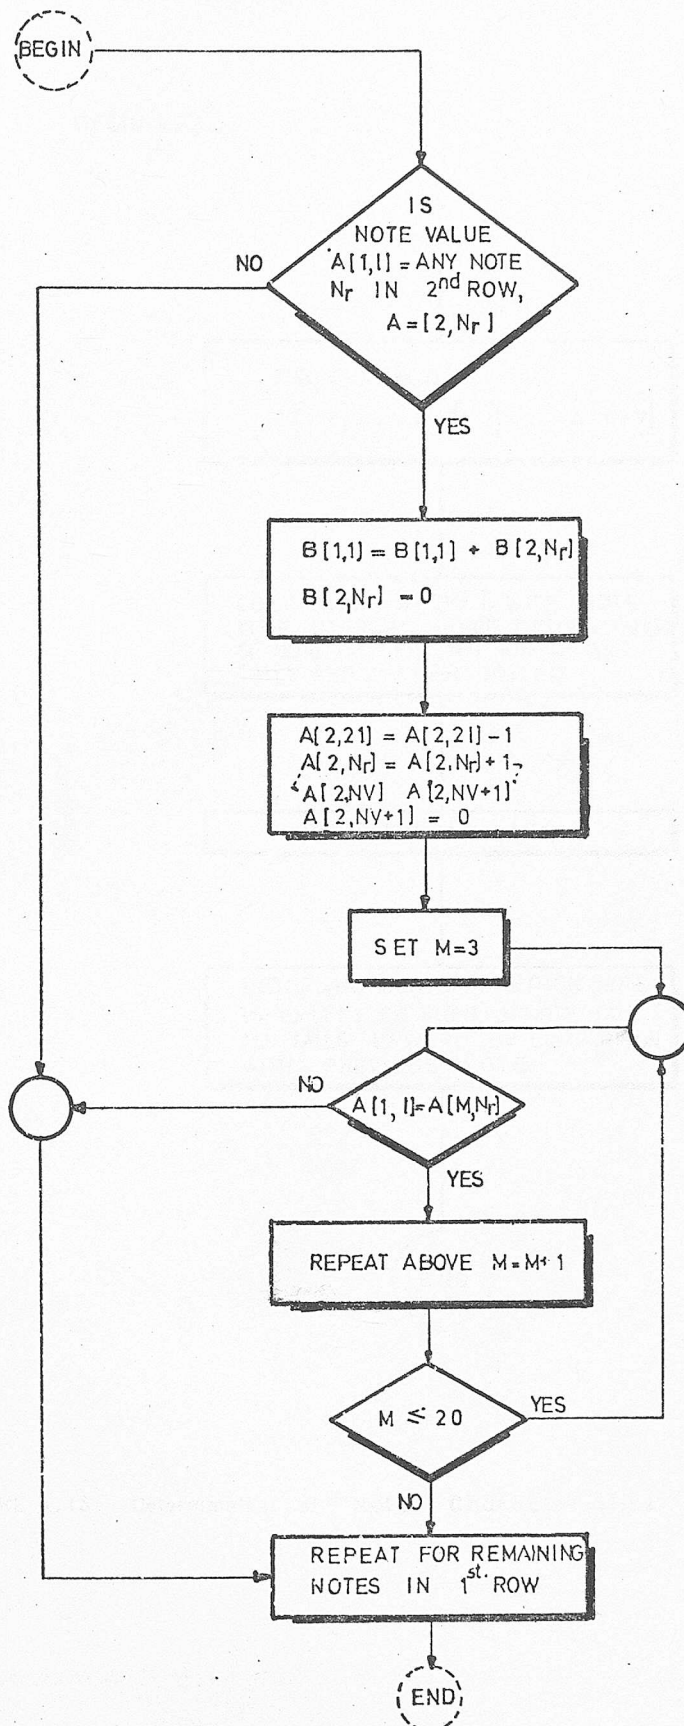 BEGIN
IS
NOTE VALUE
A[1,1] = ANY NOTE
Nr IN 2nd ROW,
A=[2,Nr]
NO
YES
B[1,1] = B[1,1] + B[2,Nr]
B[2,Nr] = 0
A[2,21] = A[2,21]-1
A[2,Nr] = A[2,Nr]+1
A[2,NV] A[2,NV+1]
A[2,NV+1] = 0
SET M=3
NO
A[1,1]=A[M,Nr]
YES
REPEAT ABOVE M=M+1
M ≤ 20
YES
NO
REPEAT FOR REMAINING
NOTES IN 1st. ROW
END